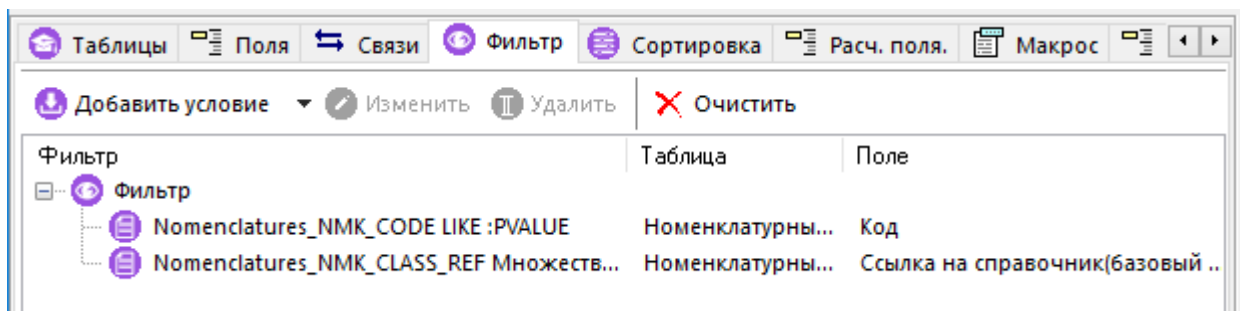 Таблицы Поля Связи Фильтр Сортировка Расч. поля. Макрос
Добавить условие Изменить Удалить Очистить
Фильтр Таблица Поле
Фильтр
Nomenclatures_NMK_CODE LIKE :PVALUE Номенклатурны... Код
Nomenclatures_NMK_CLASS_REF Множеств... Номенклатурны... Ссылка на справочник(базовый ..